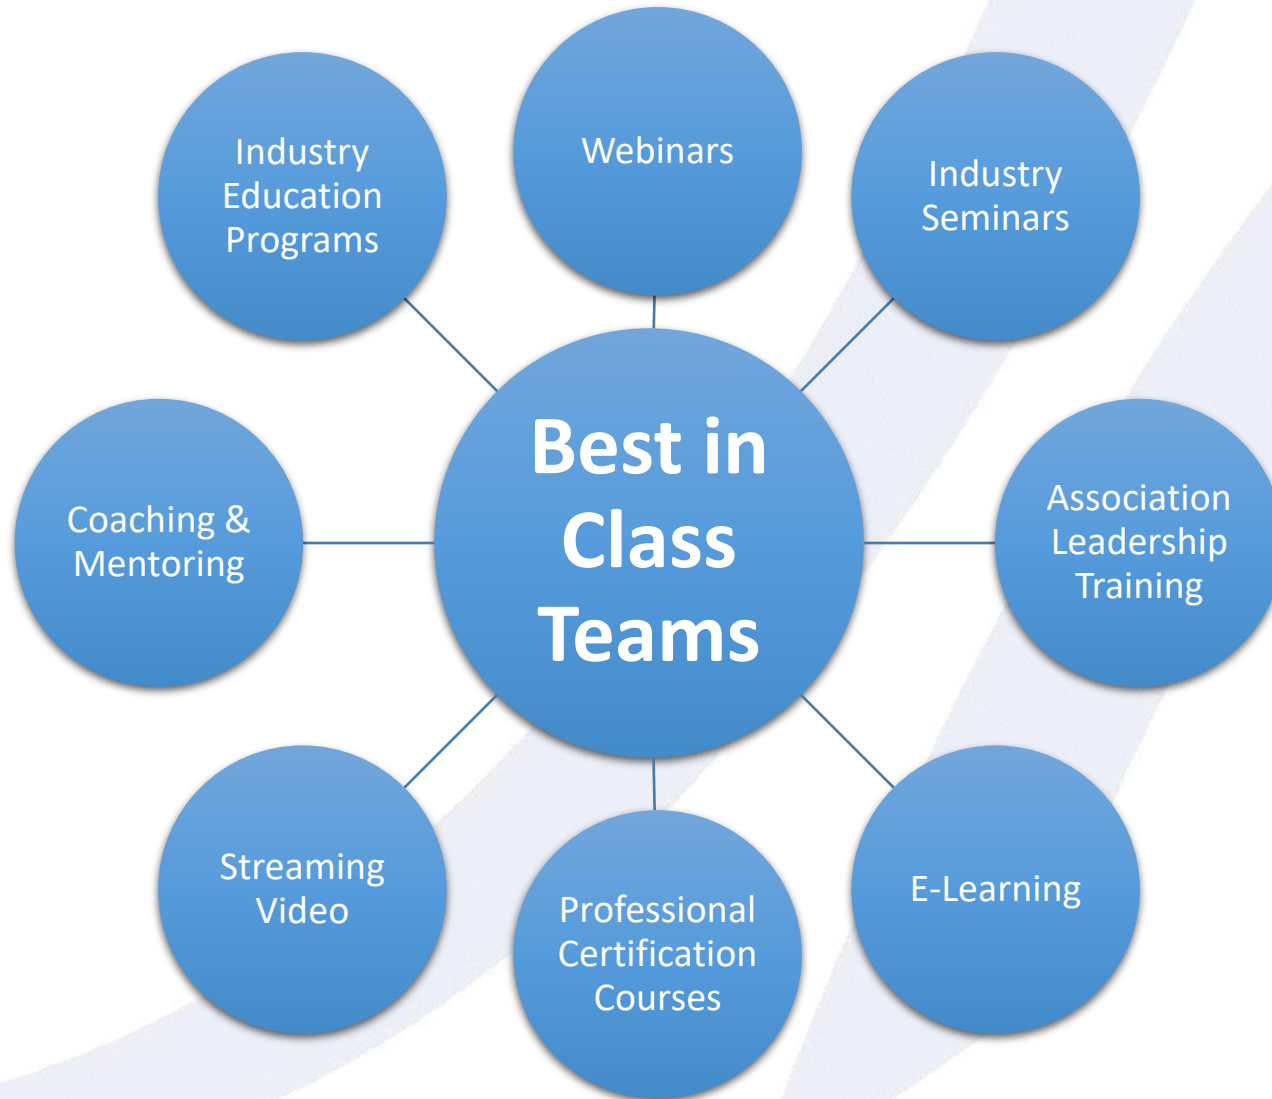 Webinars
Industry
Education
Programs
Industry
Seminars
Best in
Class
Teams
Coaching &
Mentoring
Association
Leadership
Training
Streaming
Video
E-Learning
Professional
Certification
Courses